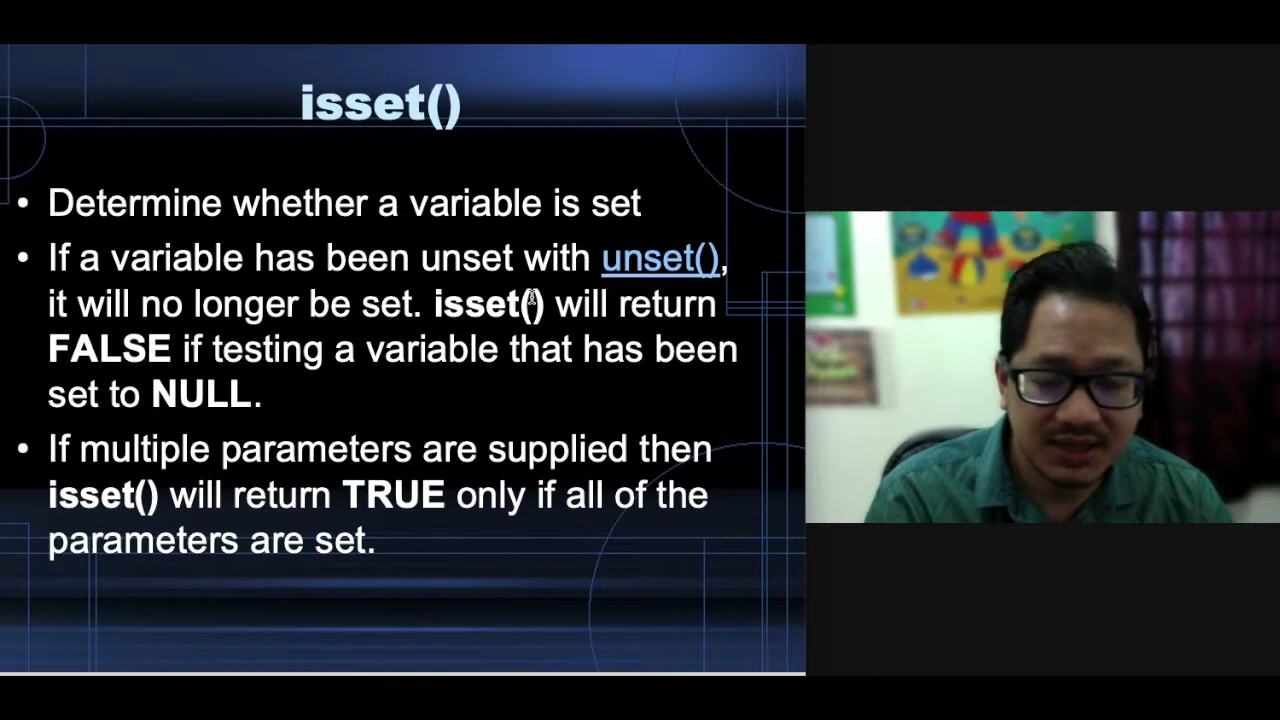 isset()
• Determine whether a variable is set
• If a variable has been unset with unset(),
it will no longer be set. isset() will return
FALSE if testing a variable that has been
set to NULL.
• If multiple parameters are supplied then
isset() will return TRUE only if all of the
parameters are set.